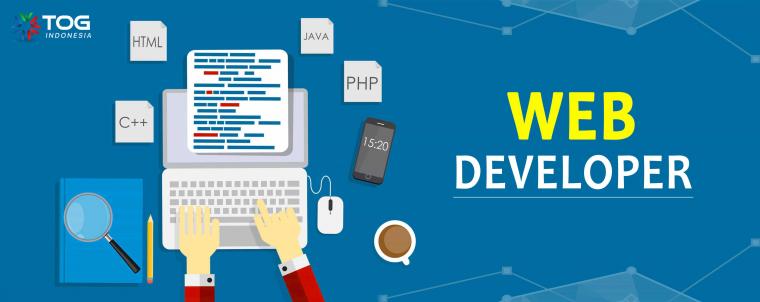 TOG
INDONESIA
HTML
JAVA
PHP
C++
15:20
WEB
DEVELOPER